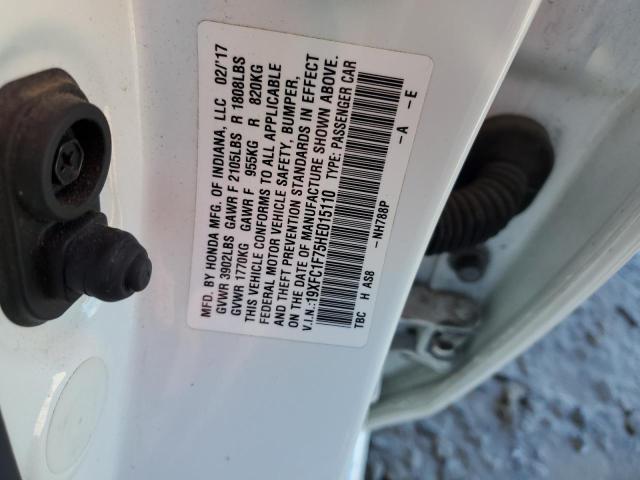 MFD. BY HONDA MFG. OF INDIANA, LLC 02/'17
GVWR 3902LBS GAWR F 2105LBS R 1808LBS
GVWR 1770KG GAWR F 955KG R 820KG
THIS VEHICLE CONFORMS TO ALL APPLICABLE
FEDERAL MOTOR VEHICLE SAFETY, BUMPER,
AND THEFT PREVENTION STANDARDS IN EFFECT
ON THE DATE OF MANUFACTURE SHOWN ABOVE.
V.I.N.:19XFC1F75HE015110 TYPE: PASSENGER CAR
TBC H AS8 -NH788P -A -E